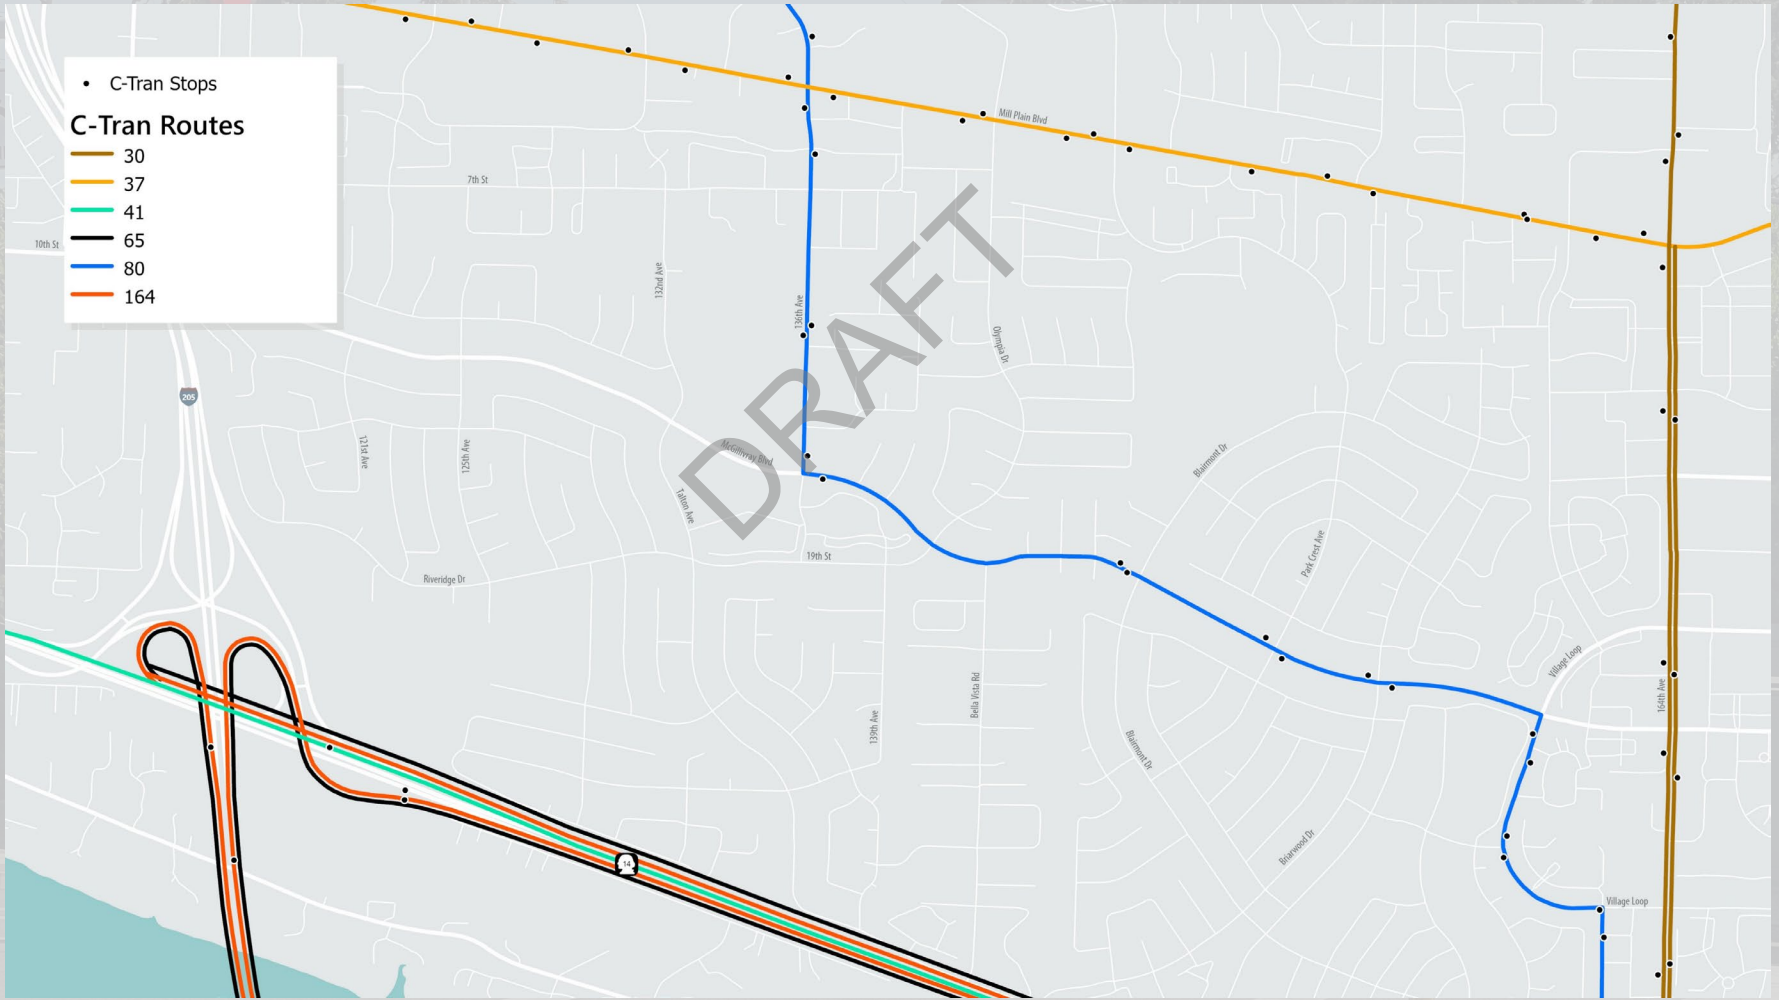 C-Tran Stops
C-Tran Routes
30
37
41
65
80
164
Mill Plain Blvd
7th St
10th St
132nd Ave
136th Ave
Olympia Dr
205
121st Ave
125th Ave
McGillivray Blvd
Talton Ave
DRAFT
Blairmont Dr
Park Crest Ave
19th St
Riveridge Dr
Village Loop
Bella Vista Rd
139th Ave
164th Ave
Blairmont Dr
Briarwood Dr
14
Village Loop